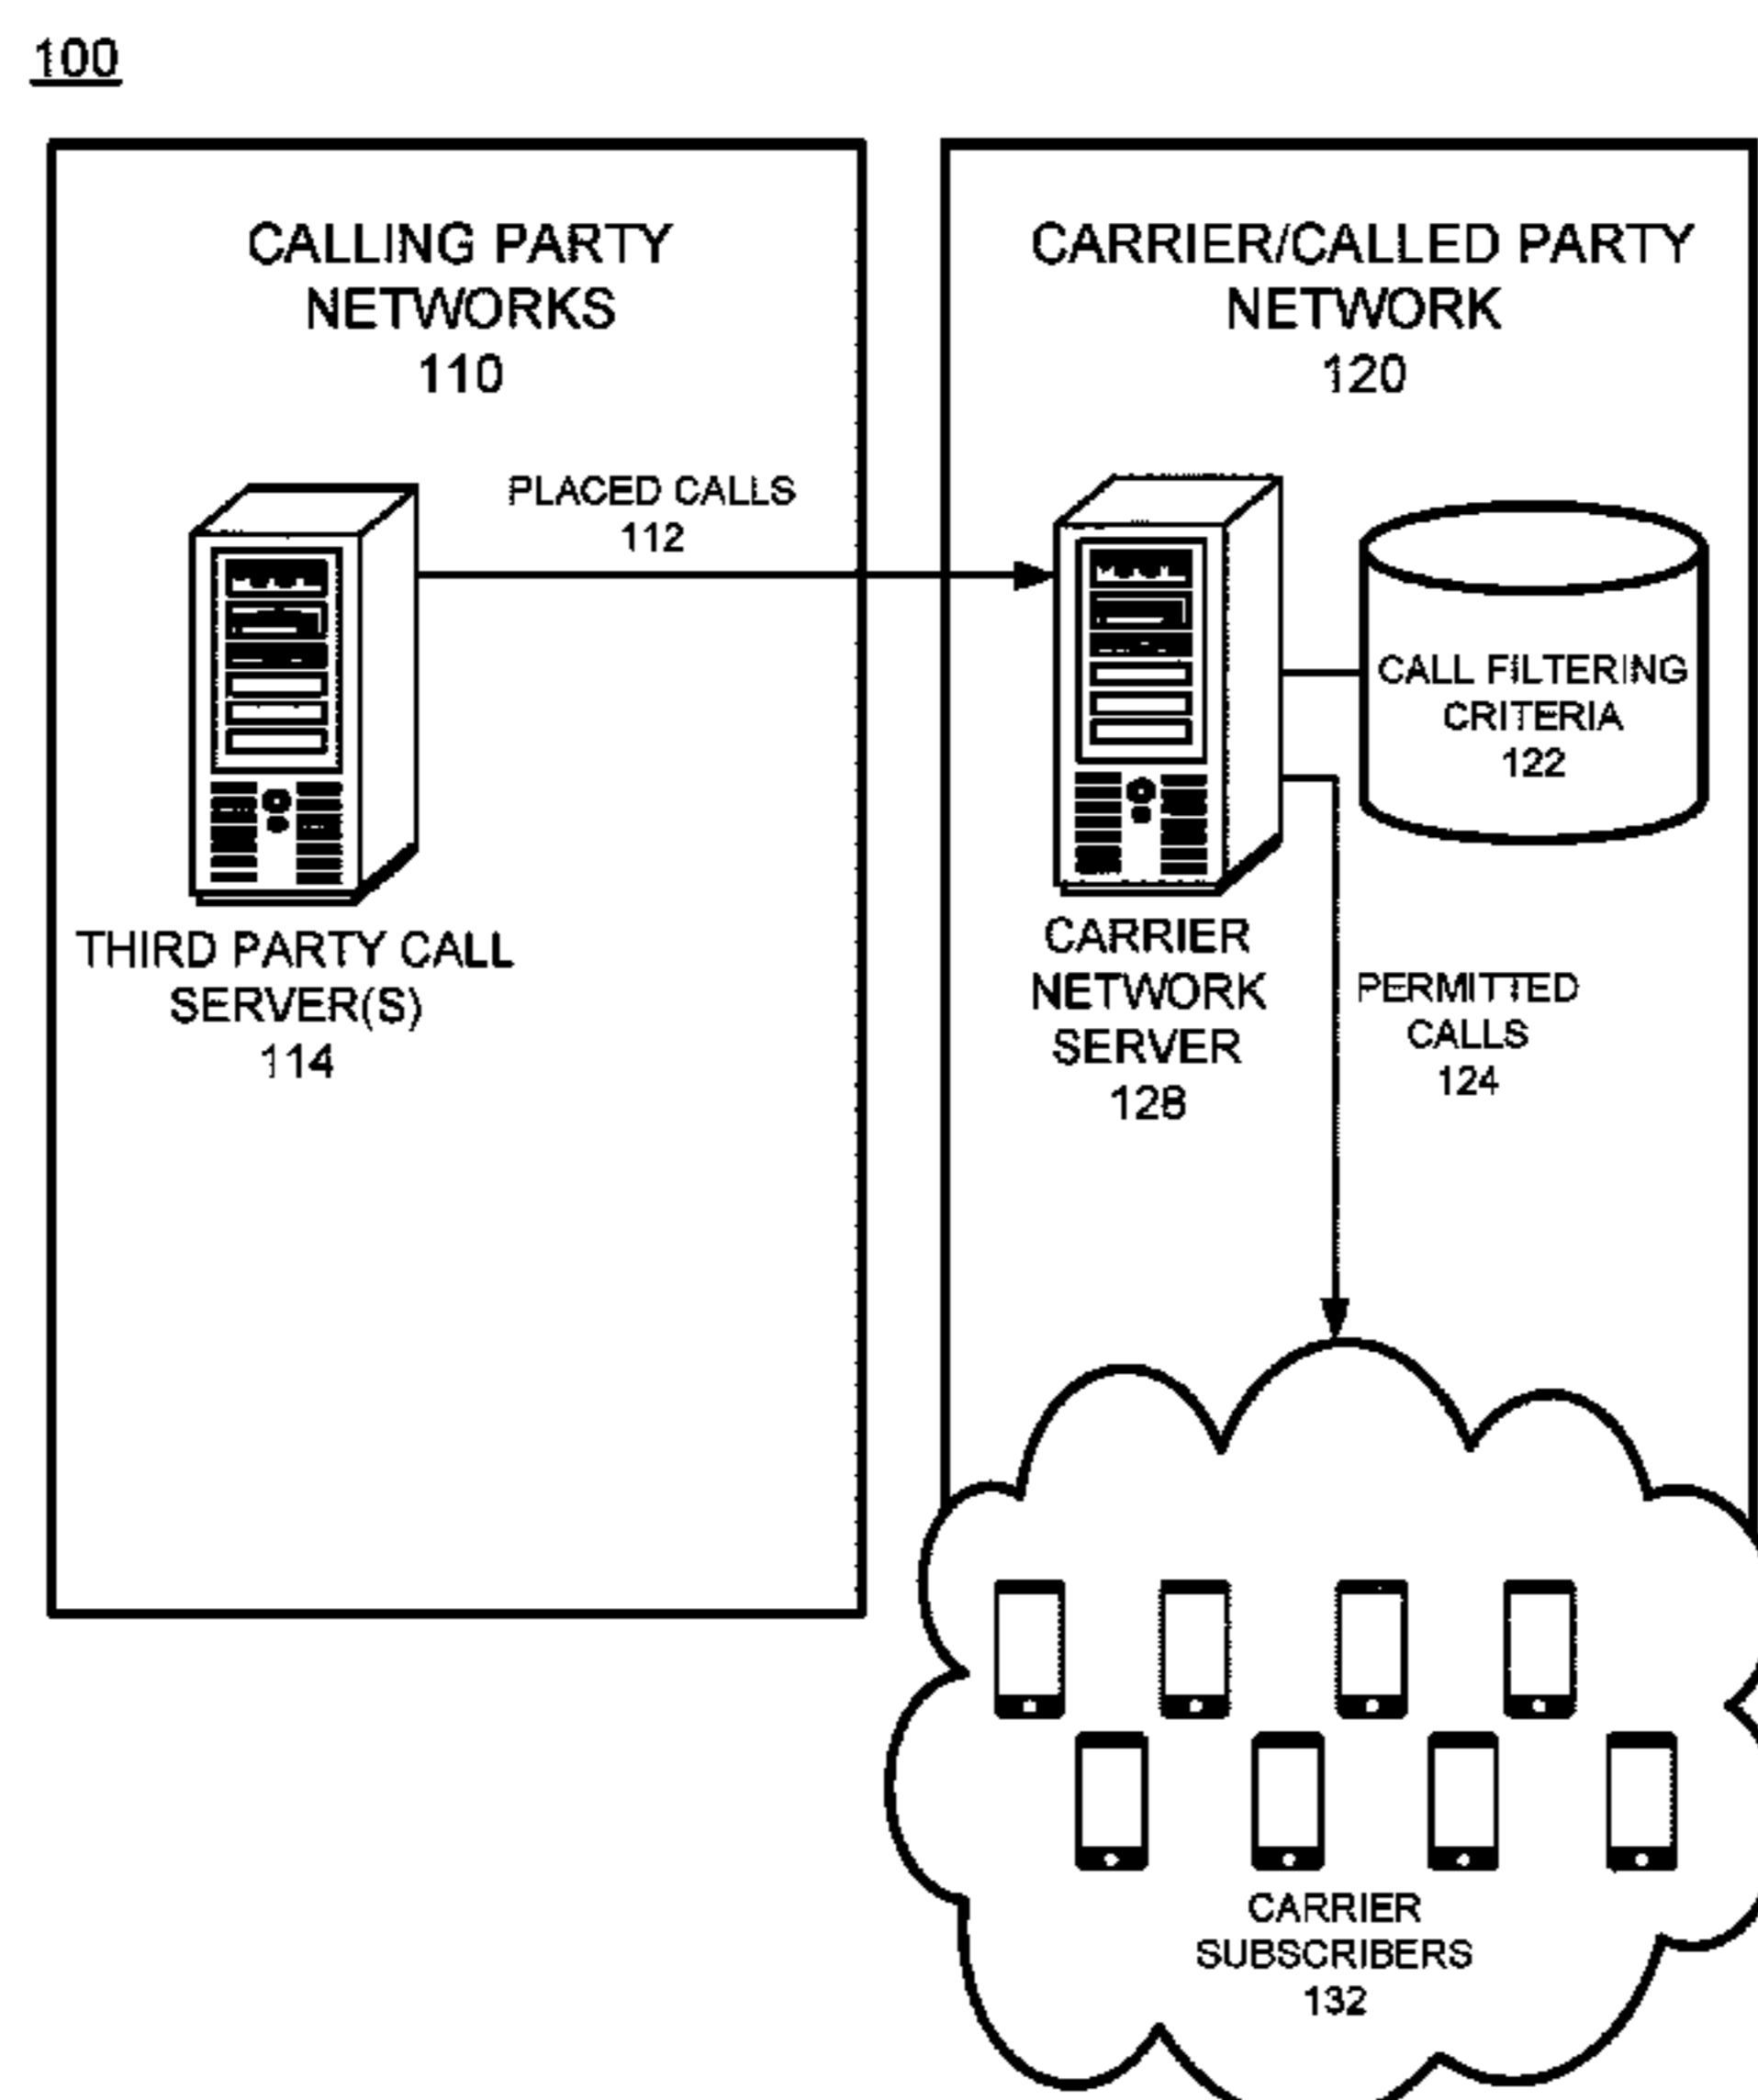 100
CALLING PARTY
NETWORKS
110
CARRIER/CALLED PARTY
NETWORK
120
PLACED CALLS
112
CALL FILTERING
CRITERIA
122
THIRD PARTY CALL
SERVER(S)
114
CARRIER
NETWORK
SERVER
128
PERMITTED
CALLS
124
CARRIER
SUBSCRIBERS
132